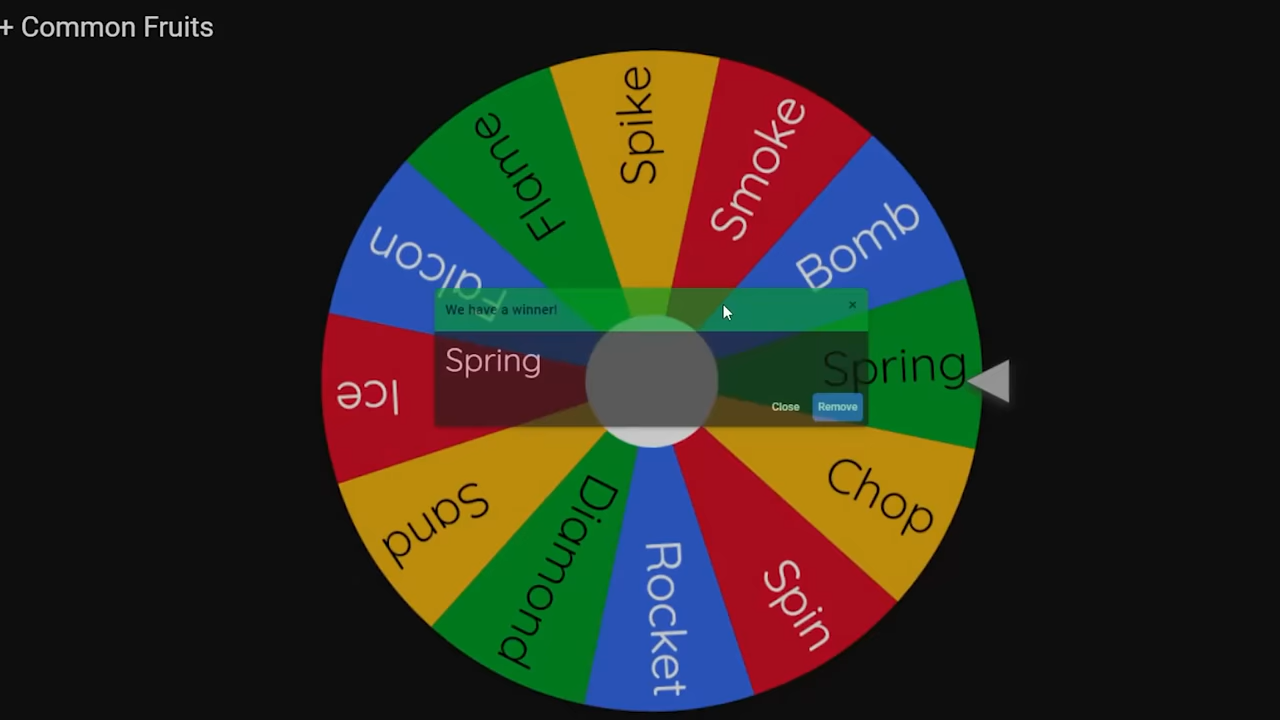 + Common Fruits
Spike
Smoke
Bomb
Spring
Chop
Spin
Rocket
Diamond
Sand
Ice
Falcon
Flame
We have a winner!
×
Spring
Close
Remove